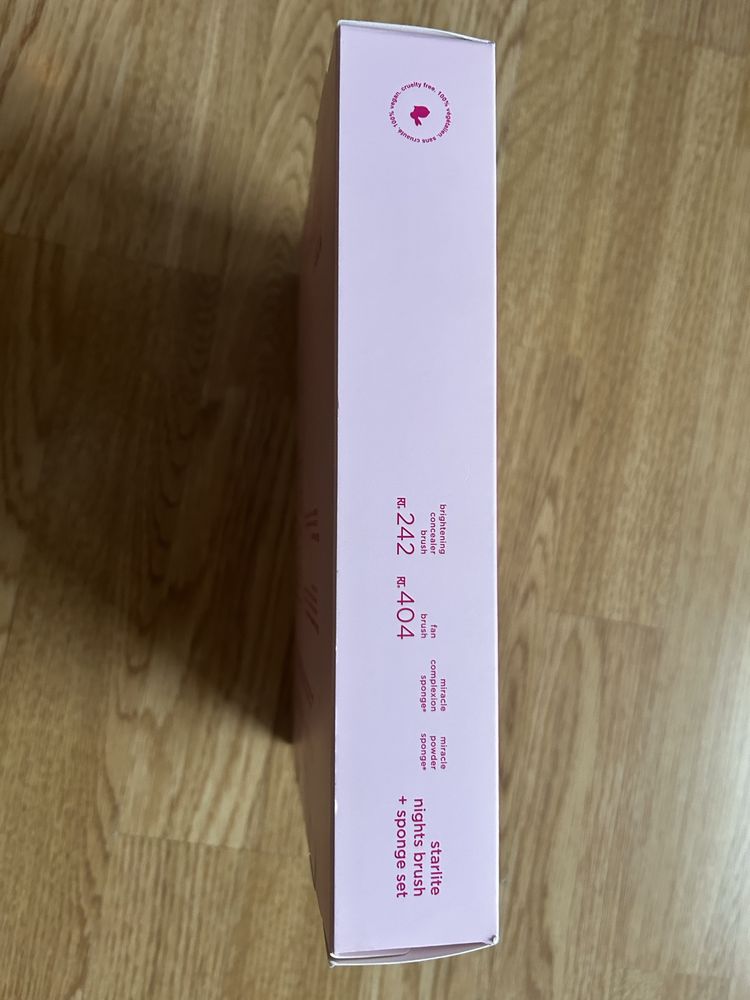 100% vegan. cruelty free. 100% végétalien. sans cruauté.
brightening
concealer
brush
RT. 242
fan
brush
RT. 404
miracle
complexion
sponge®
miracle
powder
sponge®
starlite
nights brush
+ sponge set